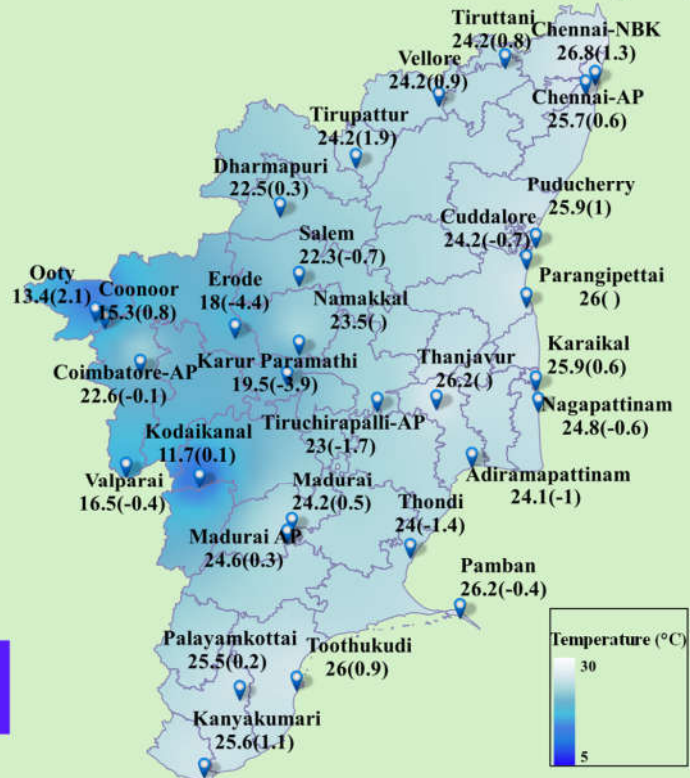 Tiruttani
24.2(0.8)
Chennai-NBK
26.8(1.3)
Vellore
24.2(0.9)
Chennai-AP
25.7(0.6)
Tirupattur
24.2(1.9)
Dharmapuri
22.5(0.3)
Puducherry
25.9(1)
Cuddalore
24.2(-0.7)
Salem
22.3(-0.7)
Ooty
13.4(2.1)
Coonoor
15.3(0.8)
Erode
18(-4.4)
Parangipettai
26( )
Namakkal
23.5( )
Karaikal
25.9(0.6)
Coimbatore-AP
22.6(-0.1)
Karur Paramathi
19.5(-3.9)
Thanjavur
26.2( )
Nagapattinam
24.8(-0.6)
Tiruchirapalli-AP
23(-1.7)
Kodaikanal
11.7(0.1)
Valparai
16.5(-0.4)
Madurai
24.2(0.5)
Adiramapattinam
24.1(-1)
Thondi
24(-1.4)
Madurai AP
24.6(0.3)
Pamban
26.2(-0.4)
Palayamkottai
25.5(0.2)
Toothukudi
26(0.9)
Kanyakumari
25.6(1.1)
Temperature (°C)
30
5